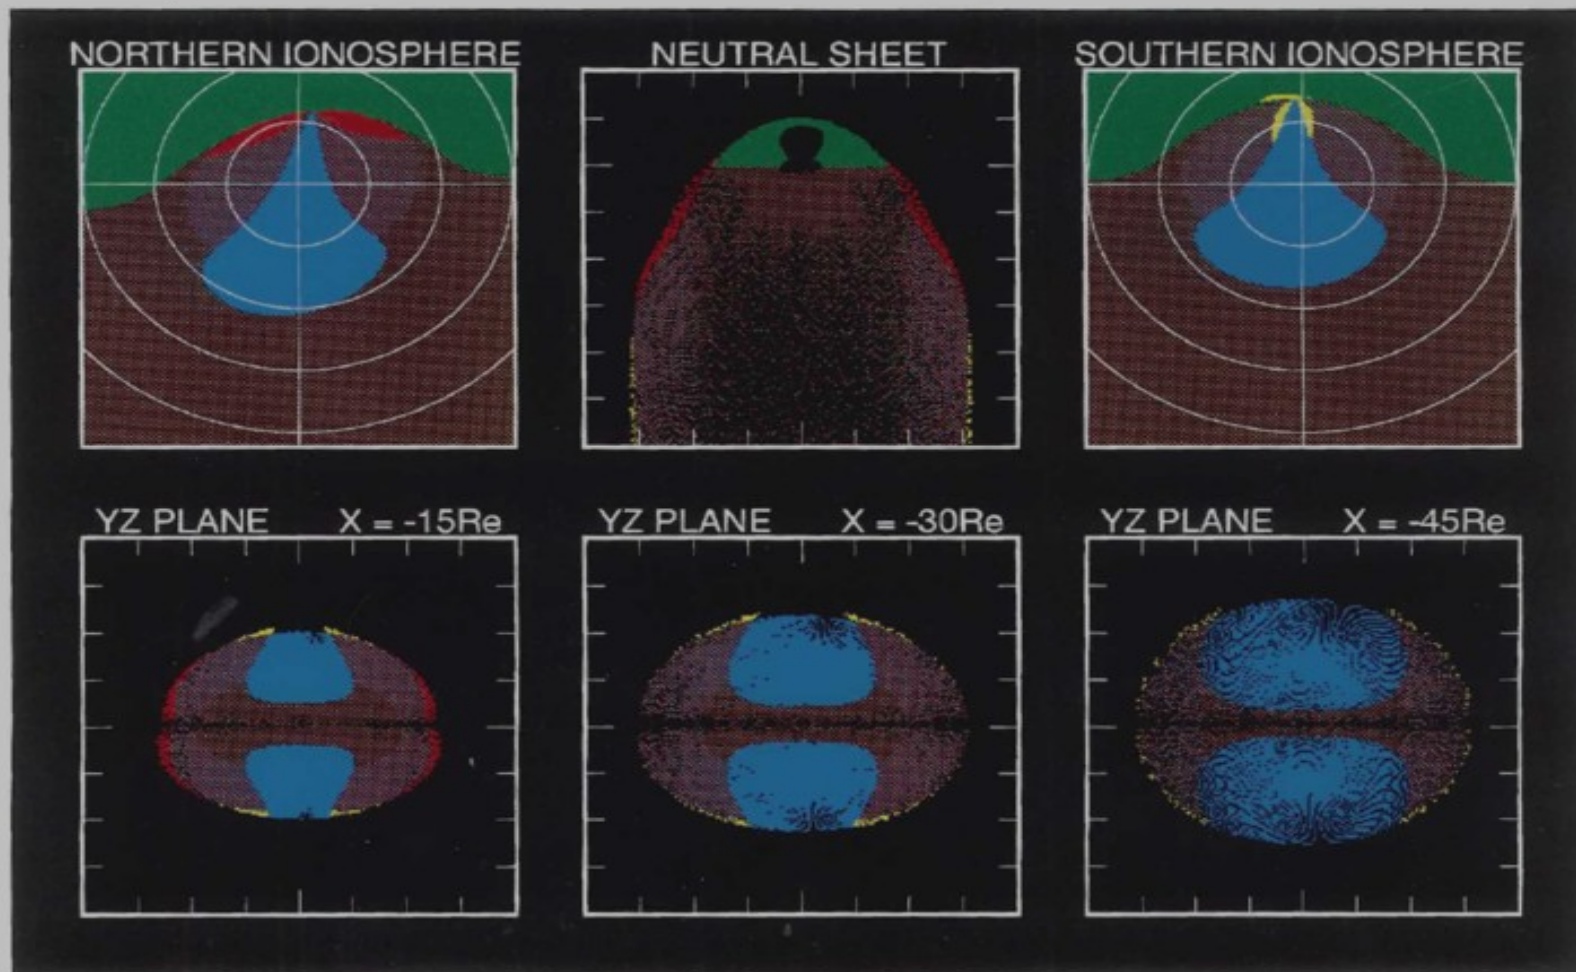 NORTHERN IONOSPHERE
NEUTRAL SHEET
SOUTHERN IONOSPHERE
YZ PLANE X = -15Re
YZ PLANE X = -30Re
YZ PLANE X = -45Re